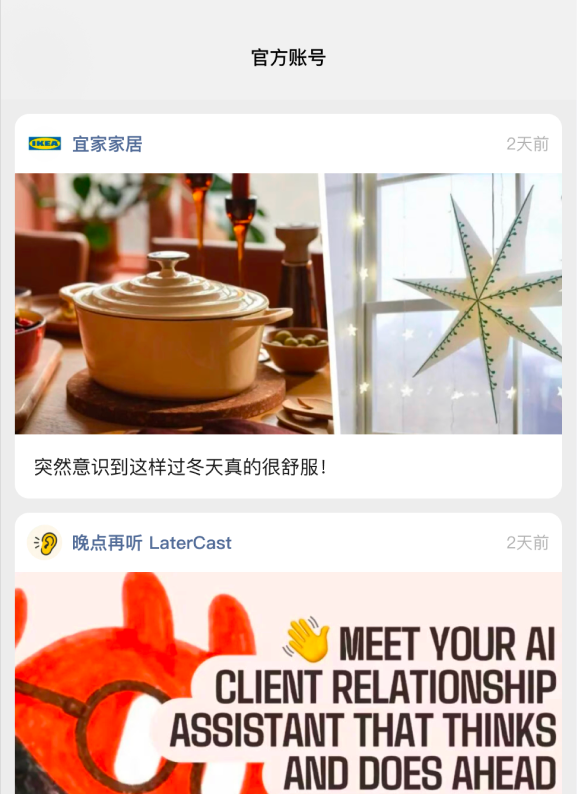 官方账号
IKEA
宜家家居
2天前
突然意识到这样过冬天真的很舒服！
晚点再听 LaterCast
2天前
👋 MEET YOUR AI
CLIENT RELATIONSHIP
ASSISTANT THAT THINKS
AND DOES AHEAD